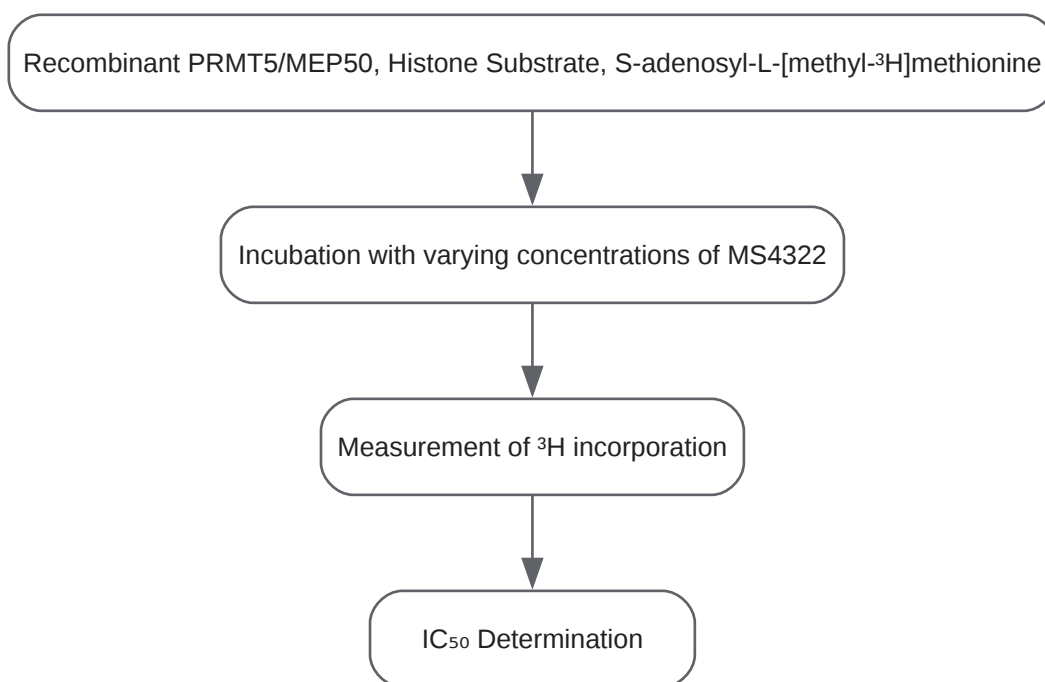 Recombinant PRMT5/MEP50, Histone Substrate, S-adenosyl-L-[methyl-³H]methionine
Incubation with varying concentrations of MS4322
Measurement of ³H incorporation
IC₅₀ Determination